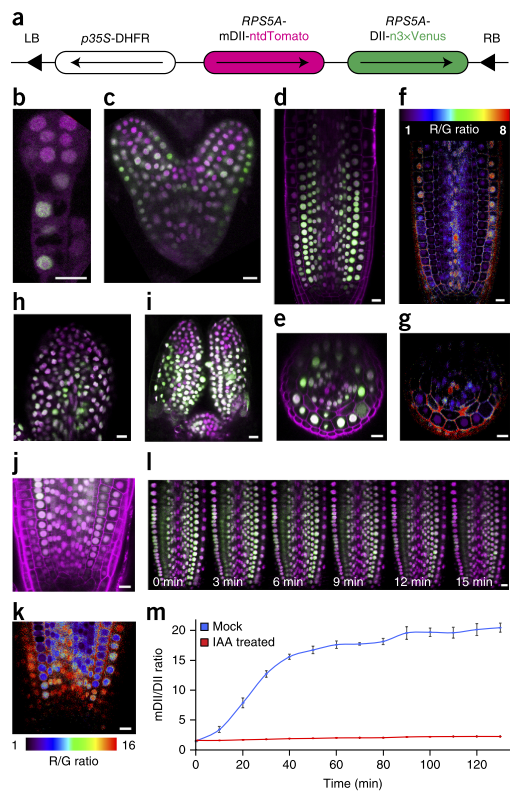 a
LB
p35S-DHFR
RPS5A-
mDII-ntdTomato
RPS5A-
DII-n3×Venus
RB
b
c
d
f
R/G ratio
1
8
h
i
e
g
j
l
0 min
3 min
6 min
9 min
12 min
15 min
k
1
16
R/G ratio
m
Mock
IAA treated
mDII/DII ratio
20
15
10
5
0
0
20
40
60
80
100
120
Time (min)